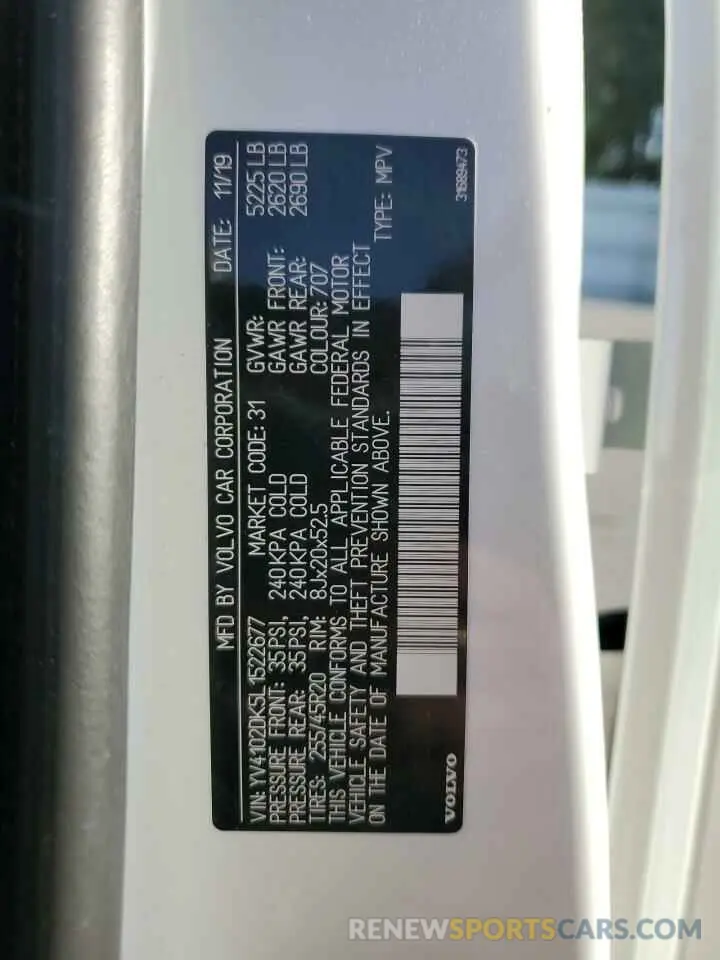 MFD BY VOLVO CAR CORPORATION DATE: 11/19
VIN: YV4102DK5L1522677 MARKET CODE: 31 GVWR: 5225 LB
PRESSURE FRONT: 35PSI, 240KPA COLD GAWR FRONT: 2620 LB
PRESSURE REAR: 35PSI, 240KPA COLD GAWR REAR: 2690 LB
TIRES: 255/45R20 RIM: 8Jx20x52.5 COLOUR: 707
THIS VEHICLE CONFORMS TO ALL APPLICABLE FEDERAL MOTOR
VEHICLE SAFETY AND THEFT PREVENTION STANDARDS IN EFFECT
ON THE DATE OF MANUFACTURE SHOWN ABOVE. TYPE: MPV
VOLVO 31689473
RENEWSPORTSCARS.COM